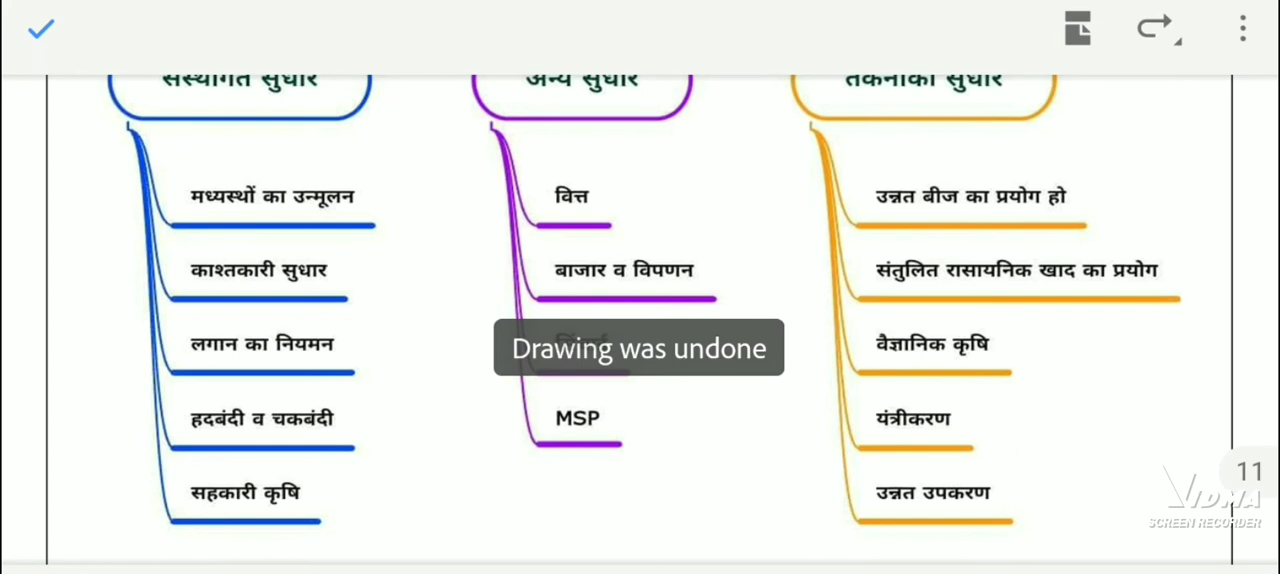 संस्थागत सुधार
मध्यस्थों का उन्मूलन
काश्तकारी सुधार
लगान का नियमन
हदबंदी व चकबंदी
सहकारी कृषि
अन्य सुधार
वित्त
बाजार व विपणन
Drawing was undone
MSP
तकनीकी सुधार
उन्नत बीज का प्रयोग हो
संतुलित रासायनिक खाद का प्रयोग
वैज्ञानिक कृषि
यंत्रीकरण
उन्नत उपकरण
11
VIDMA
SCREEN RECORDER